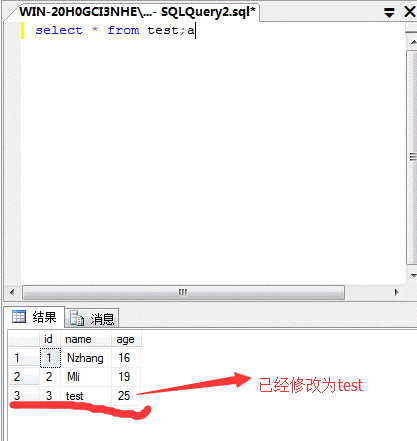 WIN-20H0GCI3NHE\...- SQLQuery2.sql*
select * from test;a
结果 消息
id name age
1 1 Nzhang 16
2 2 Mli 19
3 3 test 25
已经修改为test